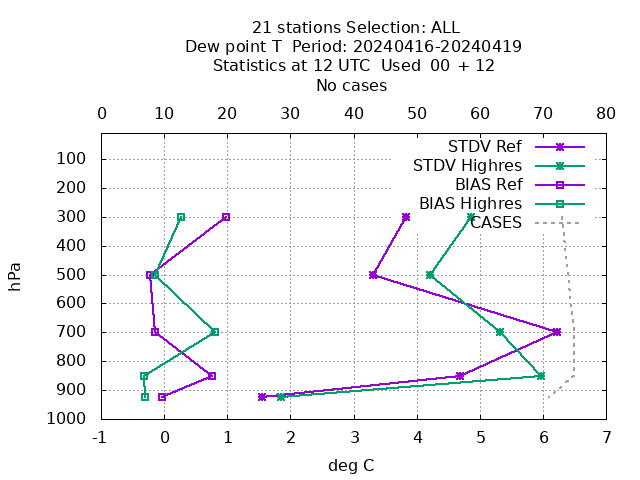 21 stations Selection: ALL
Dew point T  Period: 20240416-20240419
Statistics at 12 UTC  Used  00 + 12
No cases
0 10 20 30 40 50 60 70 80
STDV Ref
STDV Highres
BIAS Ref
BIAS Highres
CASES
hPa
100
200
300
400
500
600
700
800
900
1000
-1 0 1 2 3 4 5 6 7
deg C